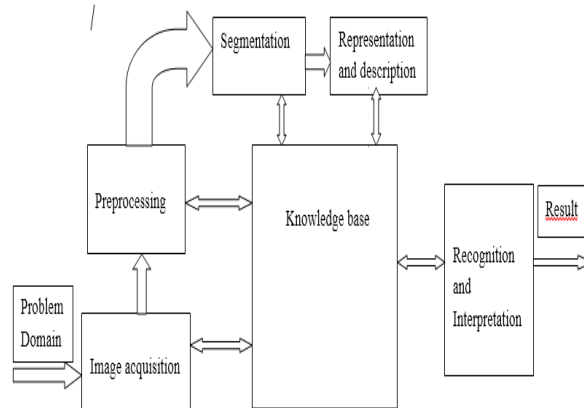 Segmentation
Representation
and description
Preprocessing
Knowledge base
Result
Recognition
and
Interpretation
Problem
Domain
Image acquisition